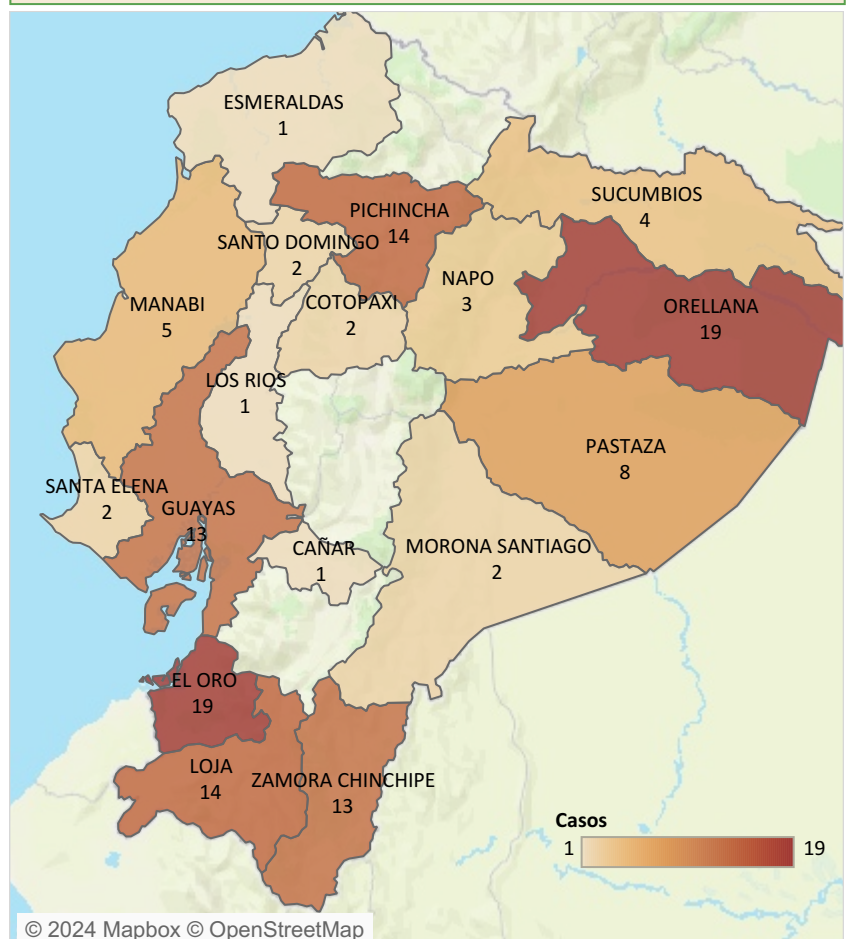 ESMERALDAS
1
SUCUMBIOS
4
PICHINCHA
14
SANTO DOMINGO
2
NAPO
3
COTOPAXI
2
MANABI
5
ORELLANA
19
LOS RIOS
1
PASTAZA
8
SANTA ELENA
2
GUAYAS
13
CAÑAR
1
MORONA SANTIAGO
2
EL ORO
19
LOJA
14
ZAMORA CHINCHIPE
13
Casos
1 19
© 2024 Mapbox © OpenStreetMap